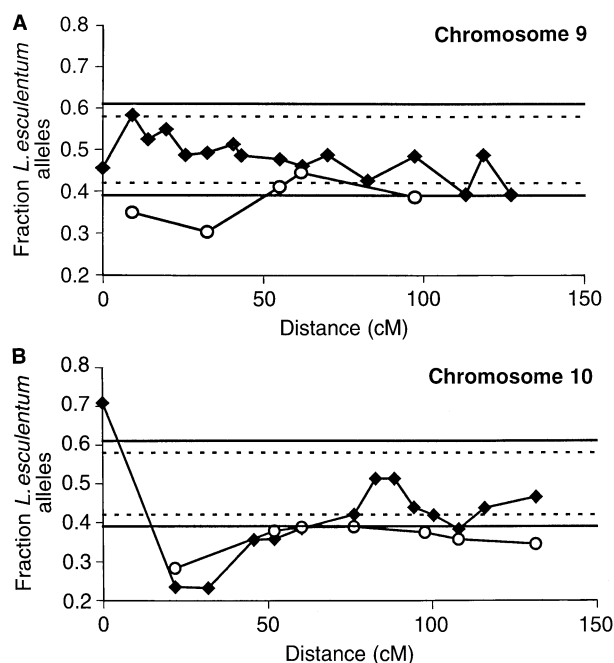 A
Chromosome 9
Fraction L. esculentum
alleles
0.8
0.7
0.6
0.5
0.4
0.3
0.2
0 50 100 150
Distance (cM)
B
Chromosome 10
Fraction L. esculentum
alleles
0.8
0.7
0.6
0.5
0.4
0.3
0.2
0 50 100 150
Distance (cM)